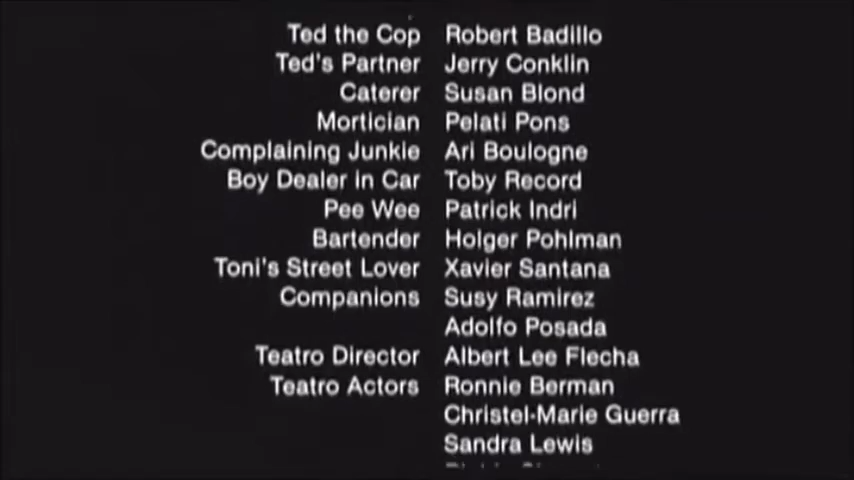 Ted the Cop Robert Badillo
Ted's Partner Jerry Conklin
Caterer Susan Blond
Mortician Pelati Pons
Complaining Junkie Ari Boulogne
Boy Dealer in Car Toby Record
Pee Wee Patrick Indri
Bartender Holger Pohlman
Toni's Street Lover Xavier Santana
Companions Susy Ramirez
Adolfo Posada
Teatro Director Albert Lee Flecha
Teatro Actors Ronnie Berman
Christel-Marie Guerra
Sandra Lewis